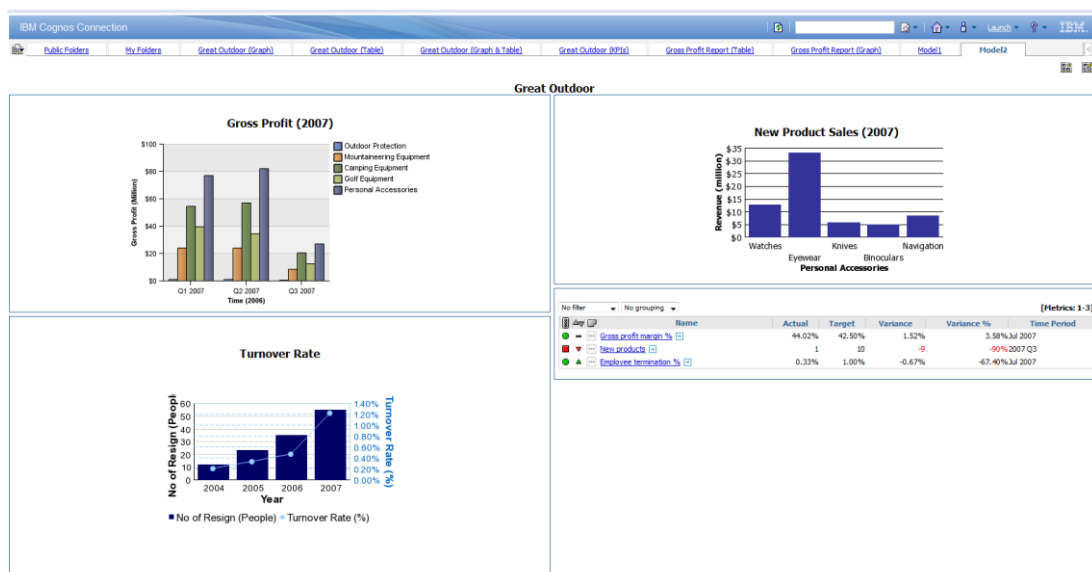 IBM Cognos Connection
Launch
IBM.
Public Folders My Folders Great Outdoor (Graph) Great Outdoor (Table) Great Outdoor (Graph & Table) Great Outdoor (KPIs) Gross Profit Report (Table) Gross Profit Report (Graph) Model1 Model2
Great Outdoor
Gross Profit (2007)
Gross Profit (Million)
$100
$80
$60
$40
$20
$0
Q1 2007 Q2 2007 Q3 2007
Time (2006)
Outdoor Protection
Mountaineering Equipment
Camping Equipment
Golf Equipment
Personal Accessories
New Product Sales (2007)
Revenue (million)
$35
$30
$25
$20
$15
$10
$5
$0
Watches Knives Navigation
Eyewear Binoculars
Personal Accessories
No filter No grouping [Metrics: 1-3]
Name Actual Target Variance Variance % Time Period
Gross profit margin % 44.02% 42.50% 1.52% 3.58% Jul 2007
New products 1 10 -9 -90% 2007 Q3
Employee termination % 0.33% 1.00% -0.67% -67.40% Jul 2007
Turnover Rate
No of Resign (Peopl
60
50
40
30
20
10
0
1.40%
1.20%
1.00%
0.80%
0.60%
0.40%
0.20%
0.00%
Turnover Rate (%)
2004 2005 2006 2007
Year
No of Resign (People) Turnover Rate (%)